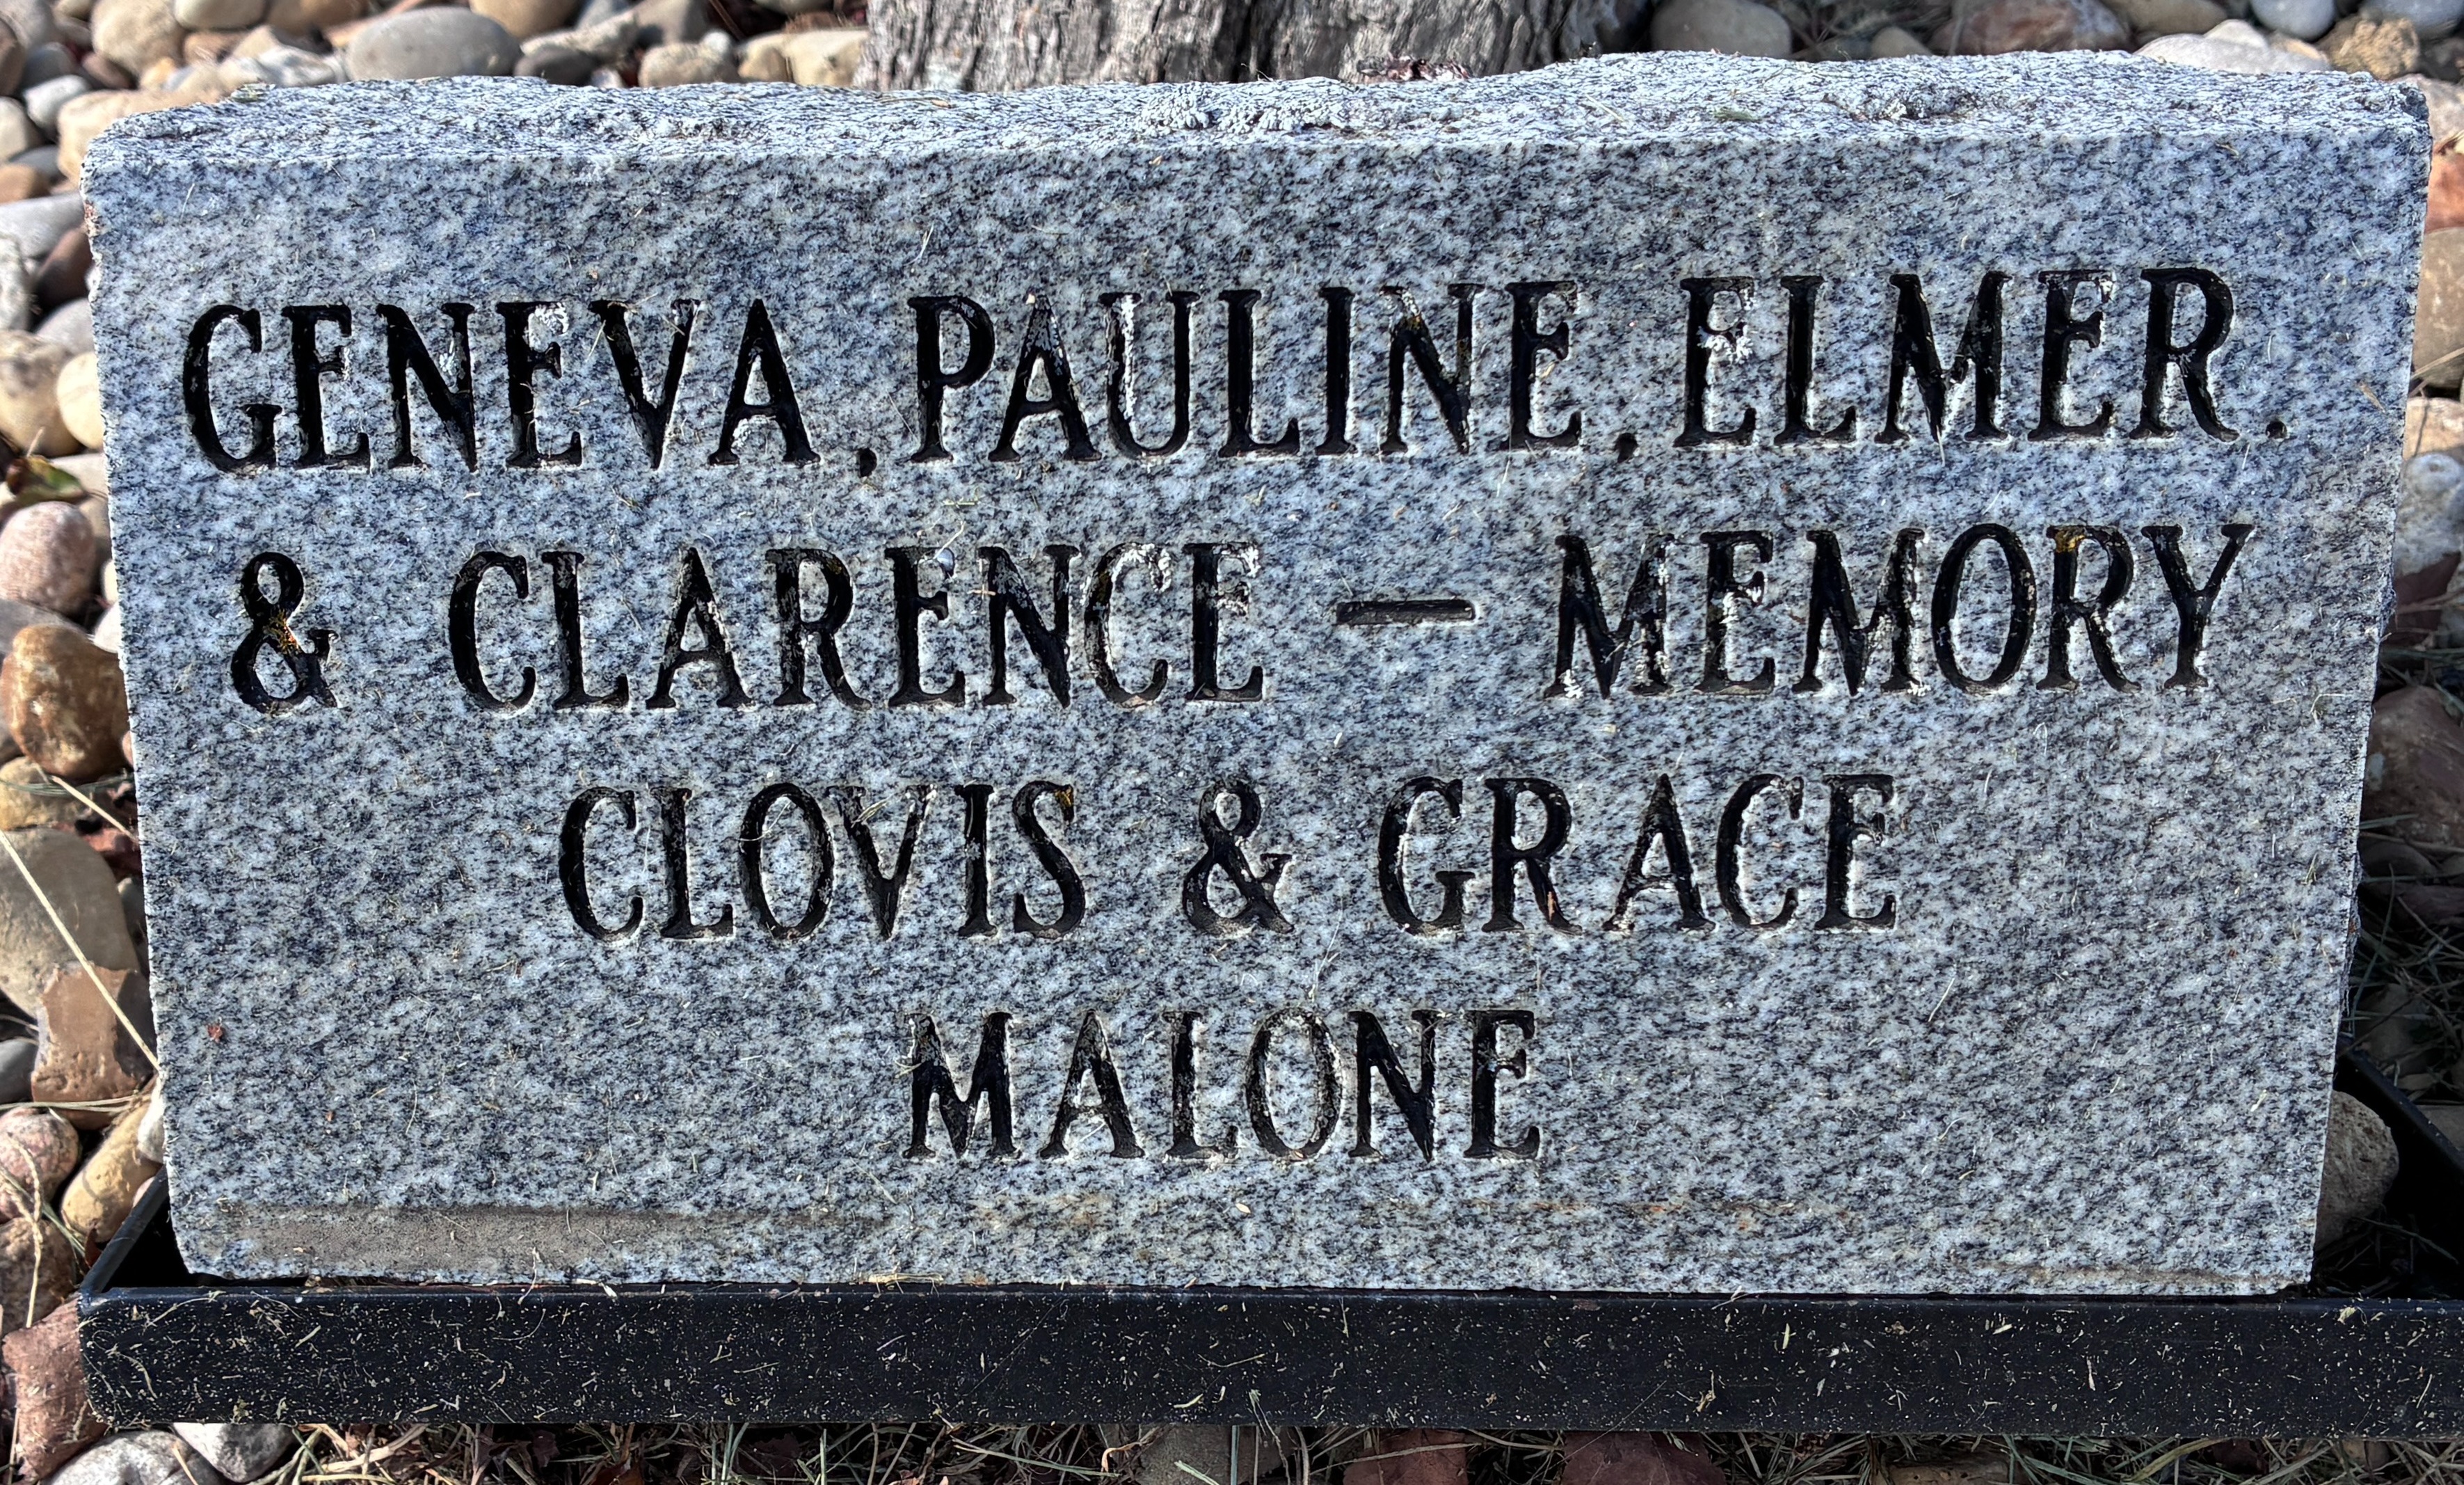 GENEVA, PAULINE, ELMER.
& CLARENCE — MEMORY
CLOVIS & GRACE
MALONE